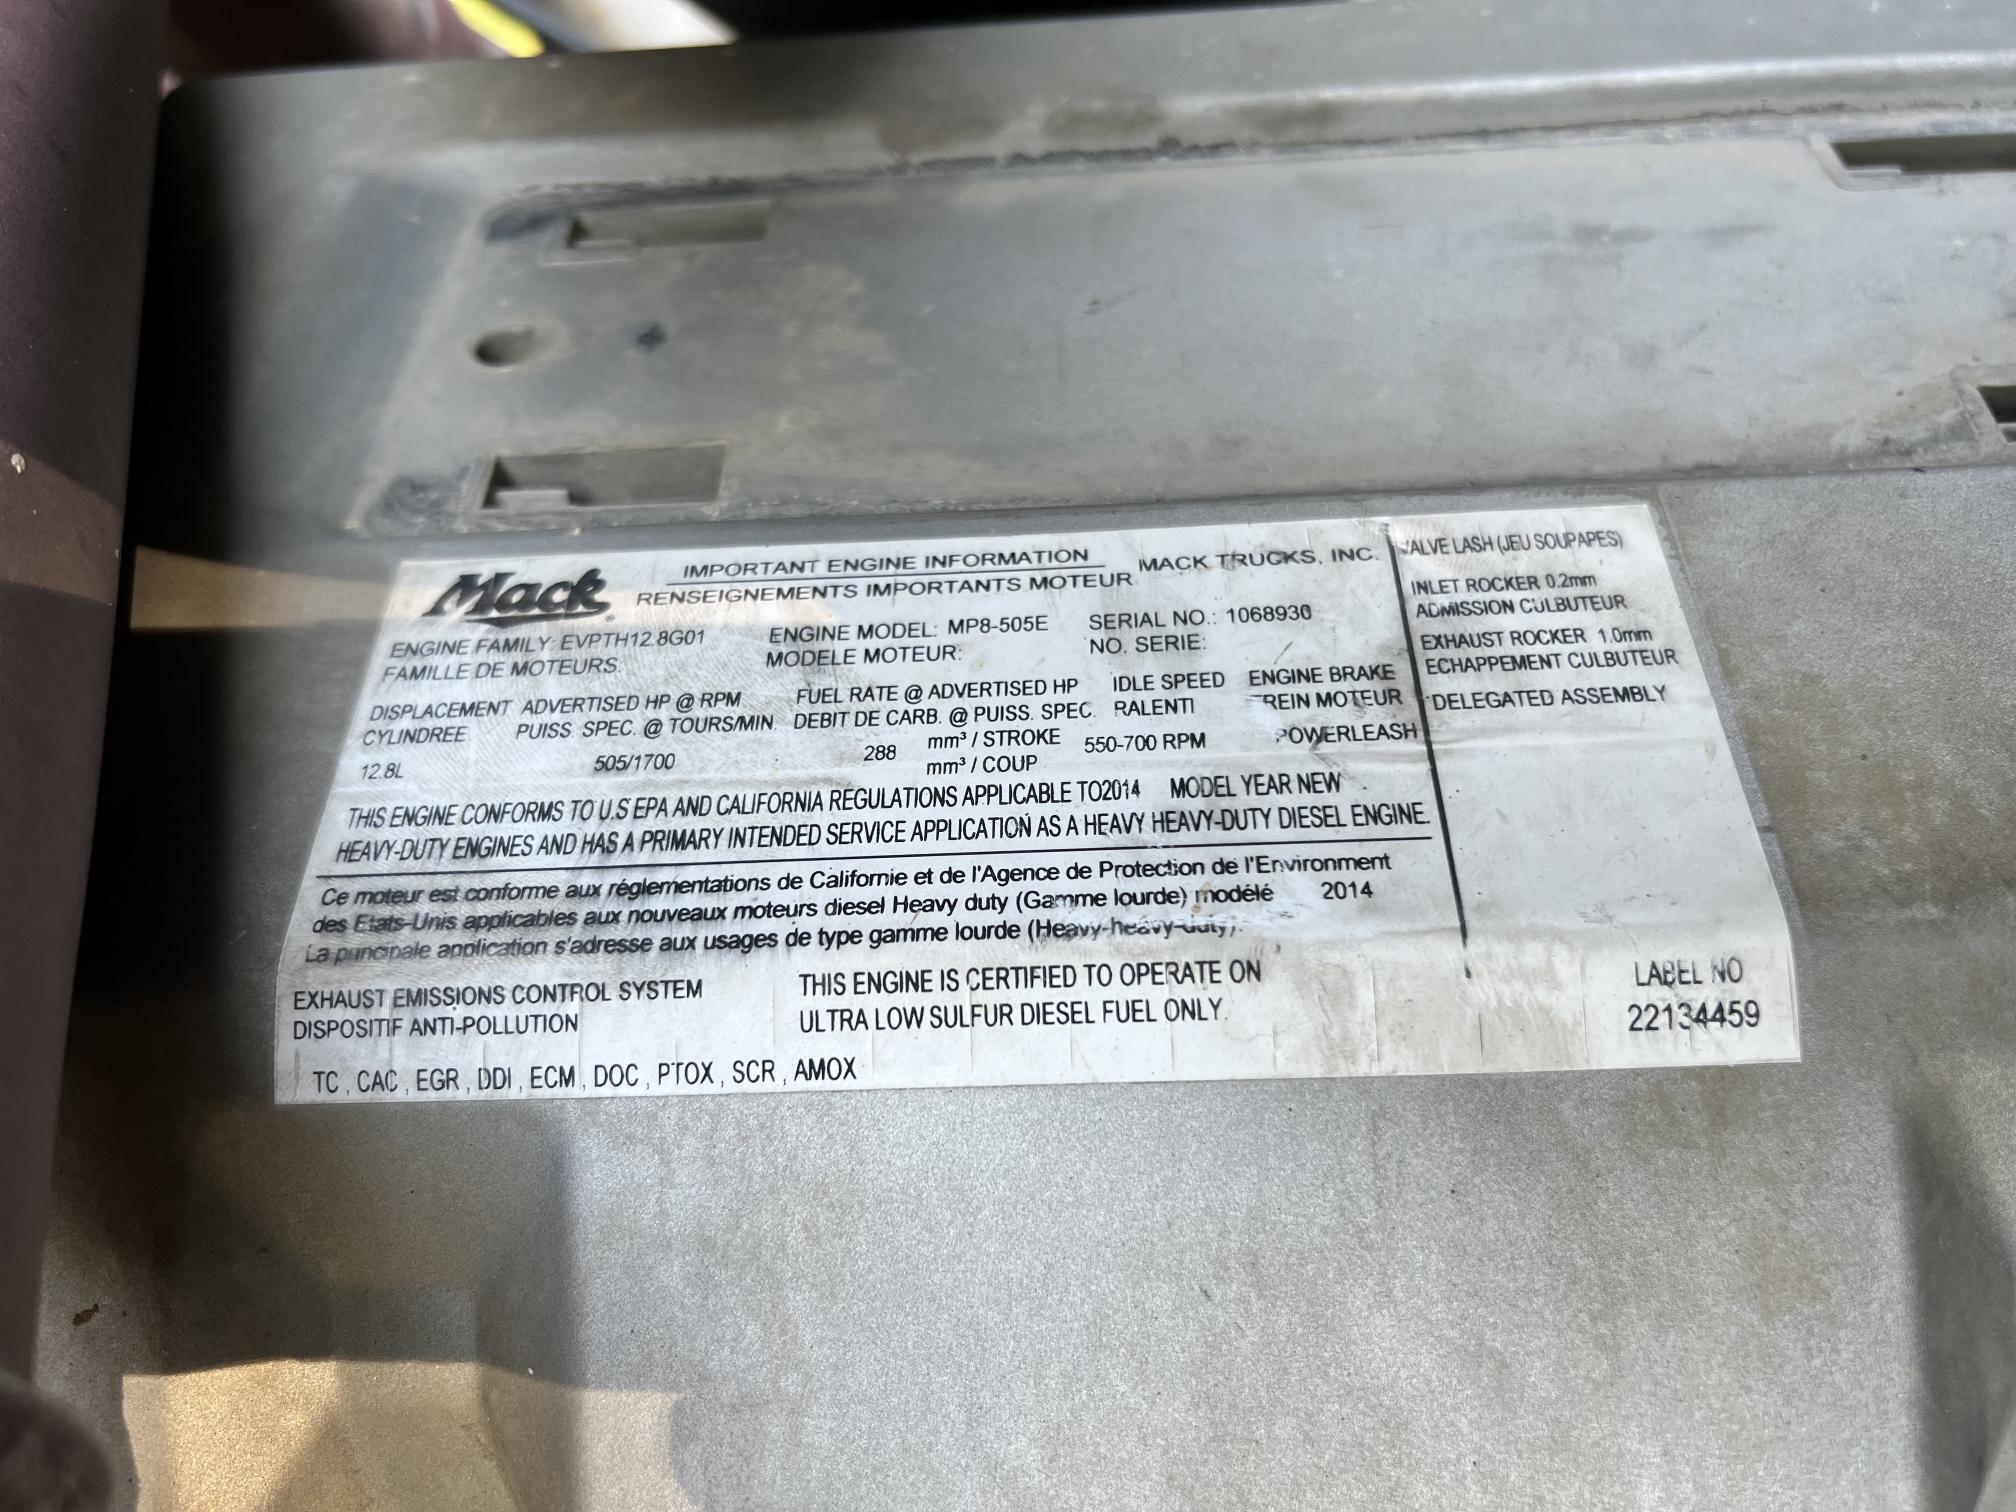 Mack
IMPORTANT ENGINE INFORMATION
RENSEIGNEMENTS IMPORTANTS MOTEUR
MACK TRUCKS, INC.
ENGINE FAMILY: EVPTH12.8G01
FAMILLE DE MOTEURS:
ENGINE MODEL: MP8-505E
MODELE MOTEUR:
SERIAL NO.: 1068930
NO. SERIE:
DISPLACEMENT
CYLINDREE
12.8L
ADVERTISED HP @ RPM
PUISS. SPEC. @ TOURS/MIN.
505/1700
FUEL RATE @ ADVERTISED HP
DEBIT DE CARB. @ PUISS. SPEC.
288 mm³ / STROKE
mm³ / COUP
IDLE SPEED
RALENTI
550-700 RPM
ENGINE BRAKE
FREIN MOTEUR
POWERLEASH
THIS ENGINE CONFORMS TO U.S EPA AND CALIFORNIA REGULATIONS APPLICABLE TO2014 MODEL YEAR NEW
HEAVY-DUTY ENGINES AND HAS A PRIMARY INTENDED SERVICE APPLICATION AS A HEAVY HEAVY-DUTY DIESEL ENGINE.
Ce moteur est conforme aux réglementations de Californie et de l'Agence de Protection de l'Environment
des Etats-Unis applicables aux nouveaux moteurs diesel Heavy duty (Gamme lourde) modélé 2014
La principale application s'adresse aux usages de type gamme lourde (Heavy-heavy-duty).
EXHAUST EMISSIONS CONTROL SYSTEM
DISPOSITIF ANTI-POLLUTION
TC , CAC , EGR , DDI , ECM , DOC , PTOX , SCR , AMOX
THIS ENGINE IS CERTIFIED TO OPERATE ON
ULTRA LOW SULFUR DIESEL FUEL ONLY.
VALVE LASH (JEU SOUPAPES)
INLET ROCKER 0.2mm
ADMISSION CULBUTEUR
EXHAUST ROCKER 1.0mm
ECHAPPEMENT CULBUTEUR
DELEGATED ASSEMBLY
LABEL NO
22134459